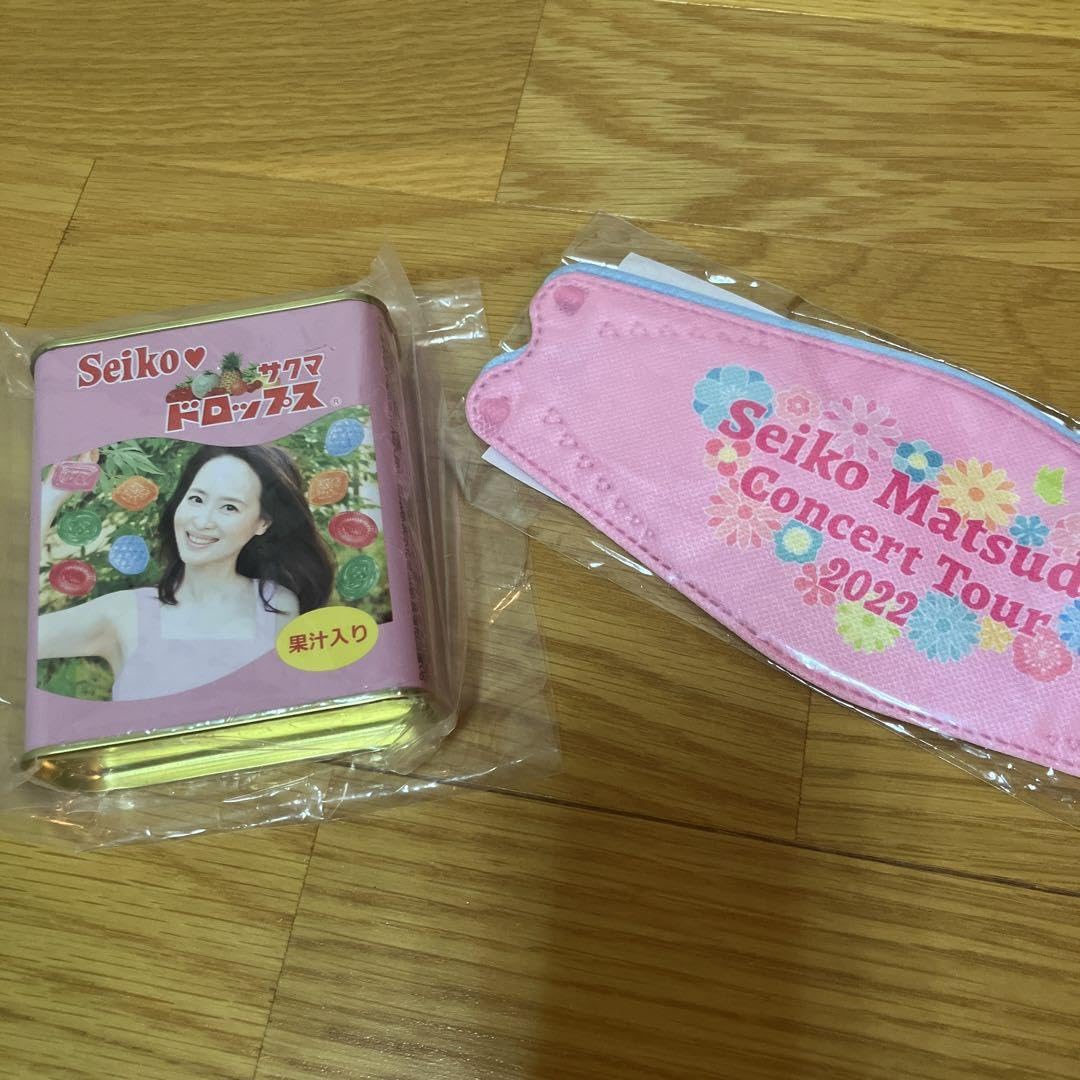 Seiko♥
サクマ
ドロップス®
果汁入り
Seiko Matsud
Concert Tour
2022